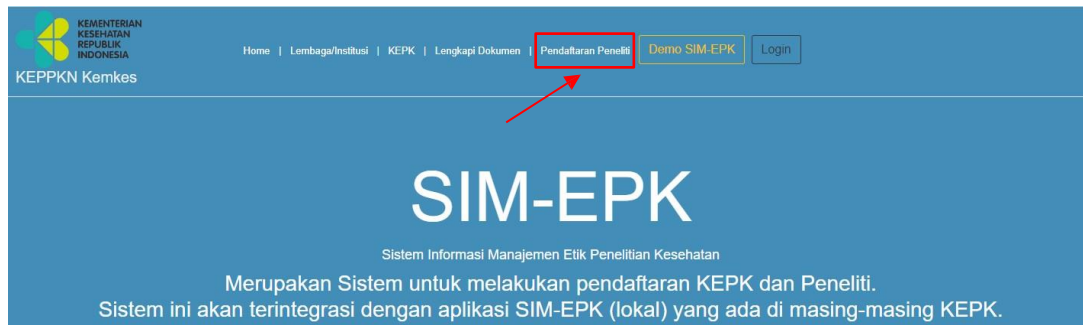 KEMENTERIAN
KESEHATAN
REPUBLIK
INDONESIA
KEPPKN Kemkes
Home | Lembaga/Institusi | KEPK | Lengkapi Dokumen | Pendaftaran Peneliti Demo SIM-EPK Login
SIM-EPK
Sistem Informasi Manajemen Etik Penelitian Kesehatan
Merupakan Sistem untuk melakukan pendaftaran KEPK dan Peneliti.
Sistem ini akan terintegrasi dengan aplikasi SIM-EPK (lokal) yang ada di masing-masing KEPK.